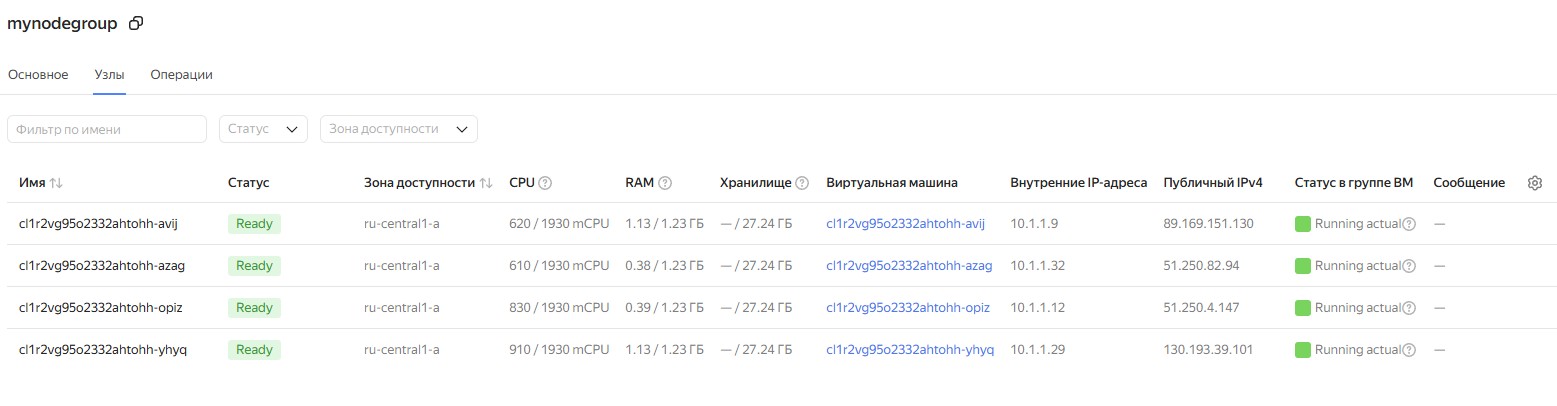 mynodegroup
Основное Узлы Операции
Фильтр по имени Статус Зона доступности
Имя Статус Зона доступности CPU RAM Хранилище Виртуальная машина Внутренние IP-адреса Публичный IPv4 Статус в группе ВМ Сообщение
cl1r2vg95o2332ahtohh-avij Ready ru-central1-a 620 / 1930 mCPU 1.13 / 1.23 ГБ — / 27.24 ГБ cl1r2vg95o2332ahtohh-avij 10.1.1.9 89.169.151.130 Running actual —
cl1r2vg95o2332ahtohh-azag Ready ru-central1-a 610 / 1930 mCPU 0.38 / 1.23 ГБ — / 27.24 ГБ cl1r2vg95o2332ahtohh-azag 10.1.1.32 51.250.82.94 Running actual —
cl1r2vg95o2332ahtohh-opiz Ready ru-central1-a 830 / 1930 mCPU 0.39 / 1.23 ГБ — / 27.24 ГБ cl1r2vg95o2332ahtohh-opiz 10.1.1.12 51.250.4.147 Running actual —
cl1r2vg95o2332ahtohh-yhyq Ready ru-central1-a 910 / 1930 mCPU 1.13 / 1.23 ГБ — / 27.24 ГБ cl1r2vg95o2332ahtohh-yhyq 10.1.1.29 130.193.39.101 Running actual —